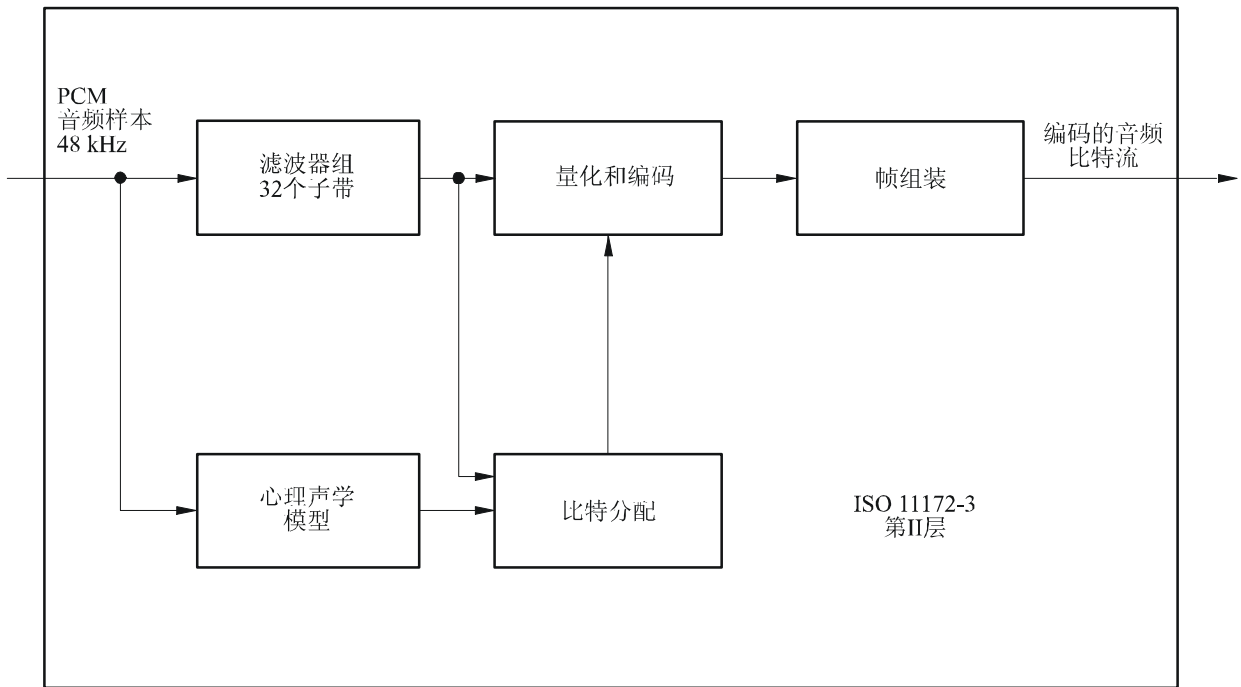 PCM
音频样本
48 kHz
滤波器组
32个子带
量化和编码
帧组装
编码的音频
比特流
心理声学
模型
比特分配
ISO 11172-3
第II层